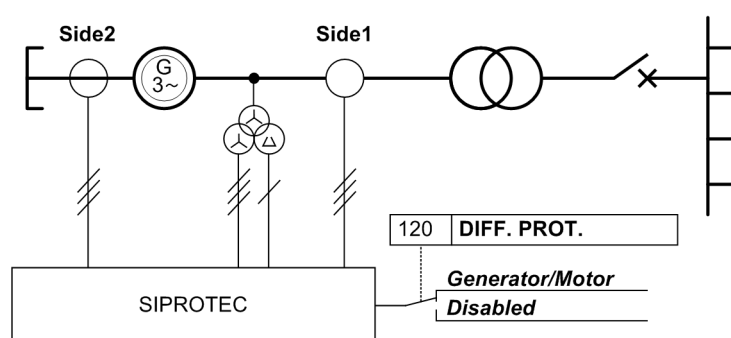 Side2
Side1
G
3~
120 DIFF. PROT.
Generator/Motor
SIPROTEC
Disabled